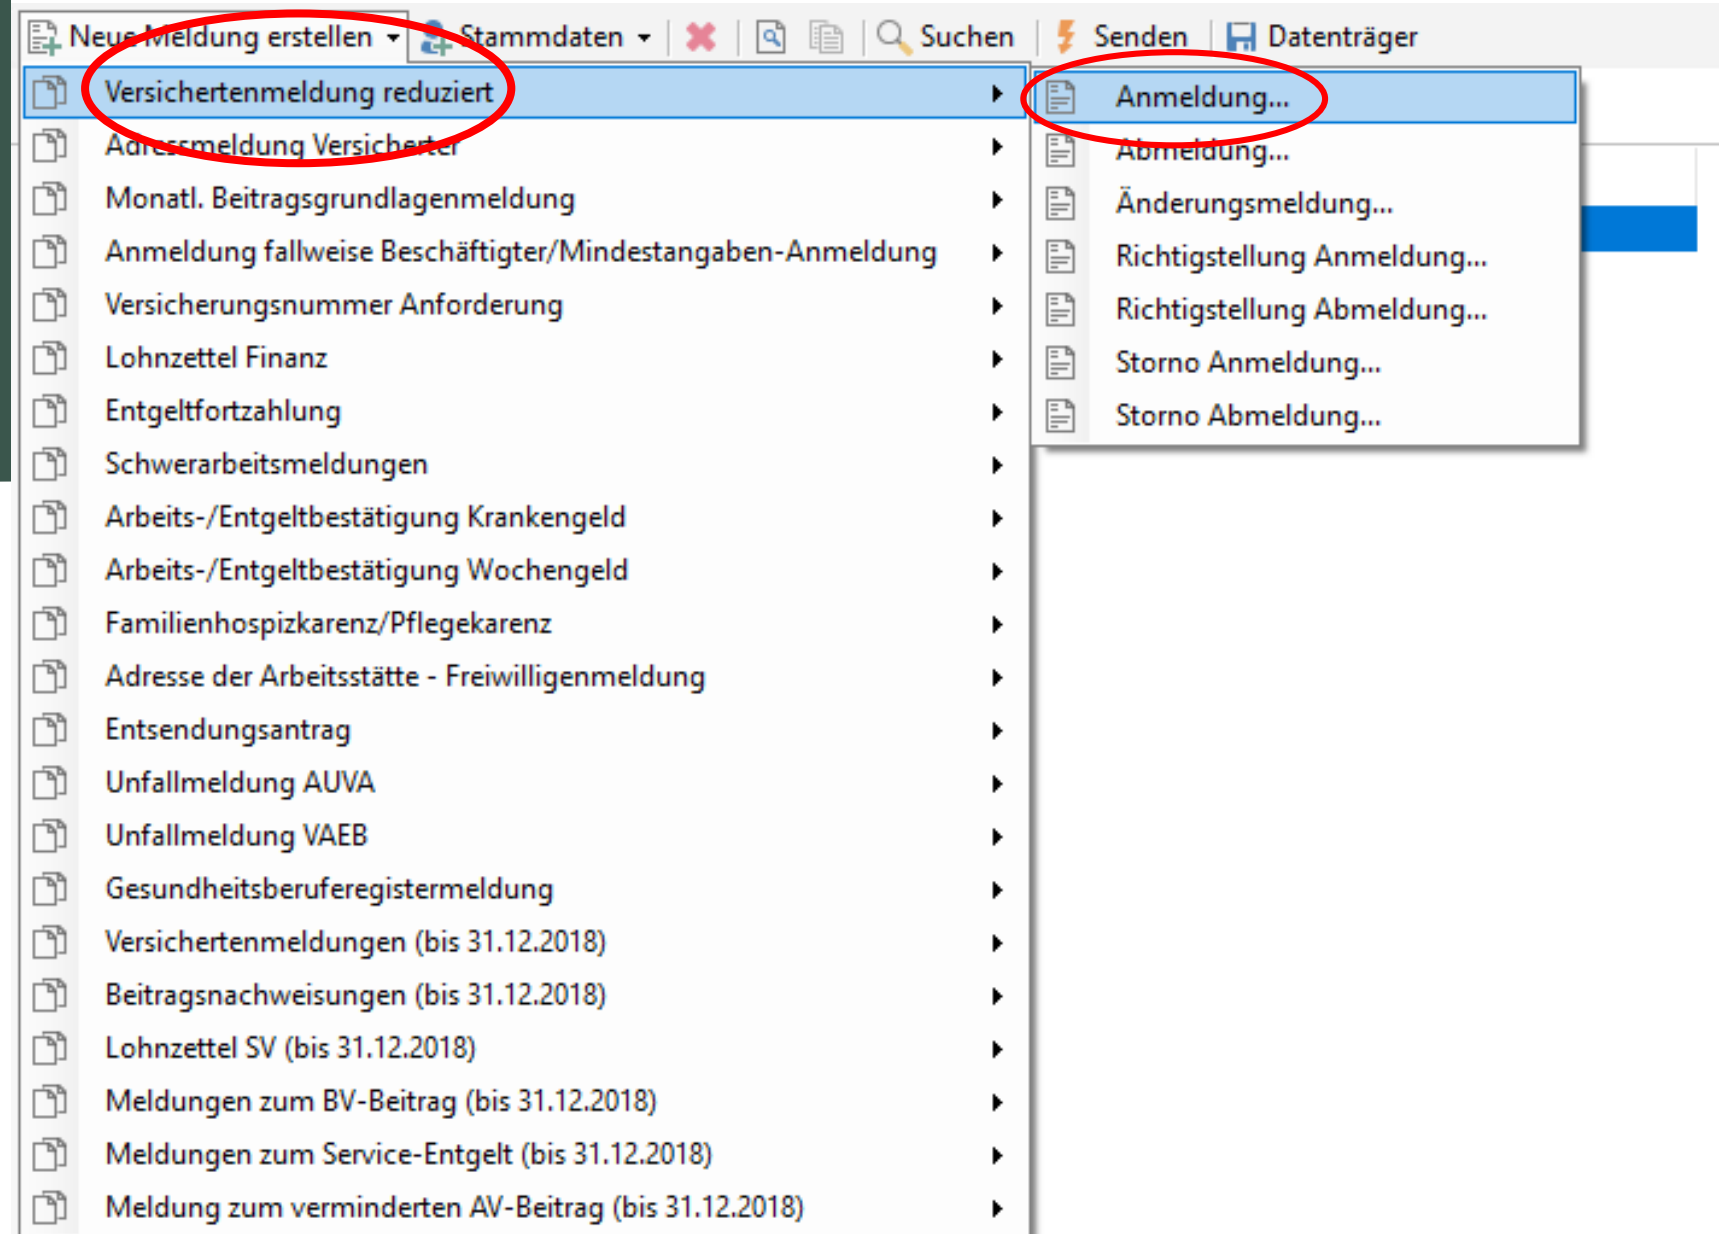 Neue Meldung erstellen Stammdaten Suchen Senden Datenträger
Versichertenmeldung reduziert
Adressmeldung Versicherter
Monatl. Beitragsgrundlagenmeldung
Anmeldung fallweise Beschäftigter/Mindestangaben-Anmeldung
Versicherungsnummer Anforderung
Lohnzettel Finanz
Entgeltfortzahlung
Schwerarbeitsmeldungen
Arbeits-/Entgeltbestätigung Krankengeld
Arbeits-/Entgeltbestätigung Wochengeld
Familienhospizkarenz/Pflegekarenz
Adresse der Arbeitsstätte - Freiwilligenmeldung
Entsendungsantrag
Unfallmeldung AUVA
Unfallmeldung VAEB
Gesundheitsberuferegistermeldung
Versichertenmeldungen (bis 31.12.2018)
Beitragsnachweisungen (bis 31.12.2018)
Lohnzettel SV (bis 31.12.2018)
Meldungen zum BV-Beitrag (bis 31.12.2018)
Meldungen zum Service-Entgelt (bis 31.12.2018)
Meldung zum verminderten AV-Beitrag (bis 31.12.2018)
Anmeldung...
Abmeldung...
Änderungsmeldung...
Richtigstellung Anmeldung...
Richtigstellung Abmeldung...
Storno Anmeldung...
Storno Abmeldung...